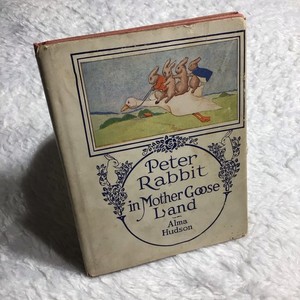 Peter
Rabbit
in Mother Goose
Land
Alma
Hudson